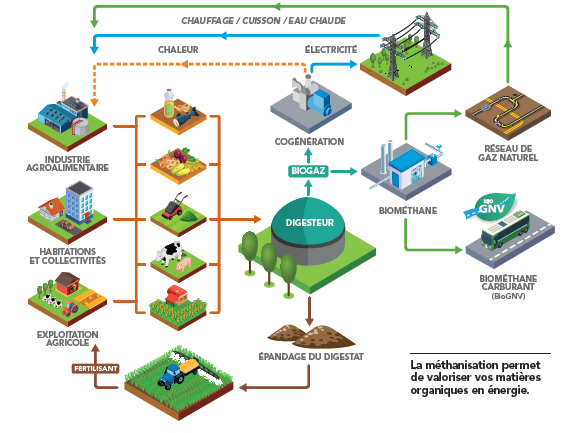 CHAUFFAGE / CUISSON / EAU CHAUDE
CHALEUR
ÉLECTRICITÉ
INDUSTRIE
AGROALIMENTAIRE
COGÉNÉRATION
RÉSEAU DE
GAZ NATUREL
BIOGAZ
BIOMÉTHANE
bio
GNV
DIGESTEUR
HABITATIONS
ET COLLECTIVITÉS
BIOMÉTHANE
CARBURANT
(BioGNV)
EXPLOITATION
AGRICOLE
ÉPANDAGE DU DIGESTAT
FERTILISANT
La méthanisation permet
de valoriser vos matières
organiques en énergie.